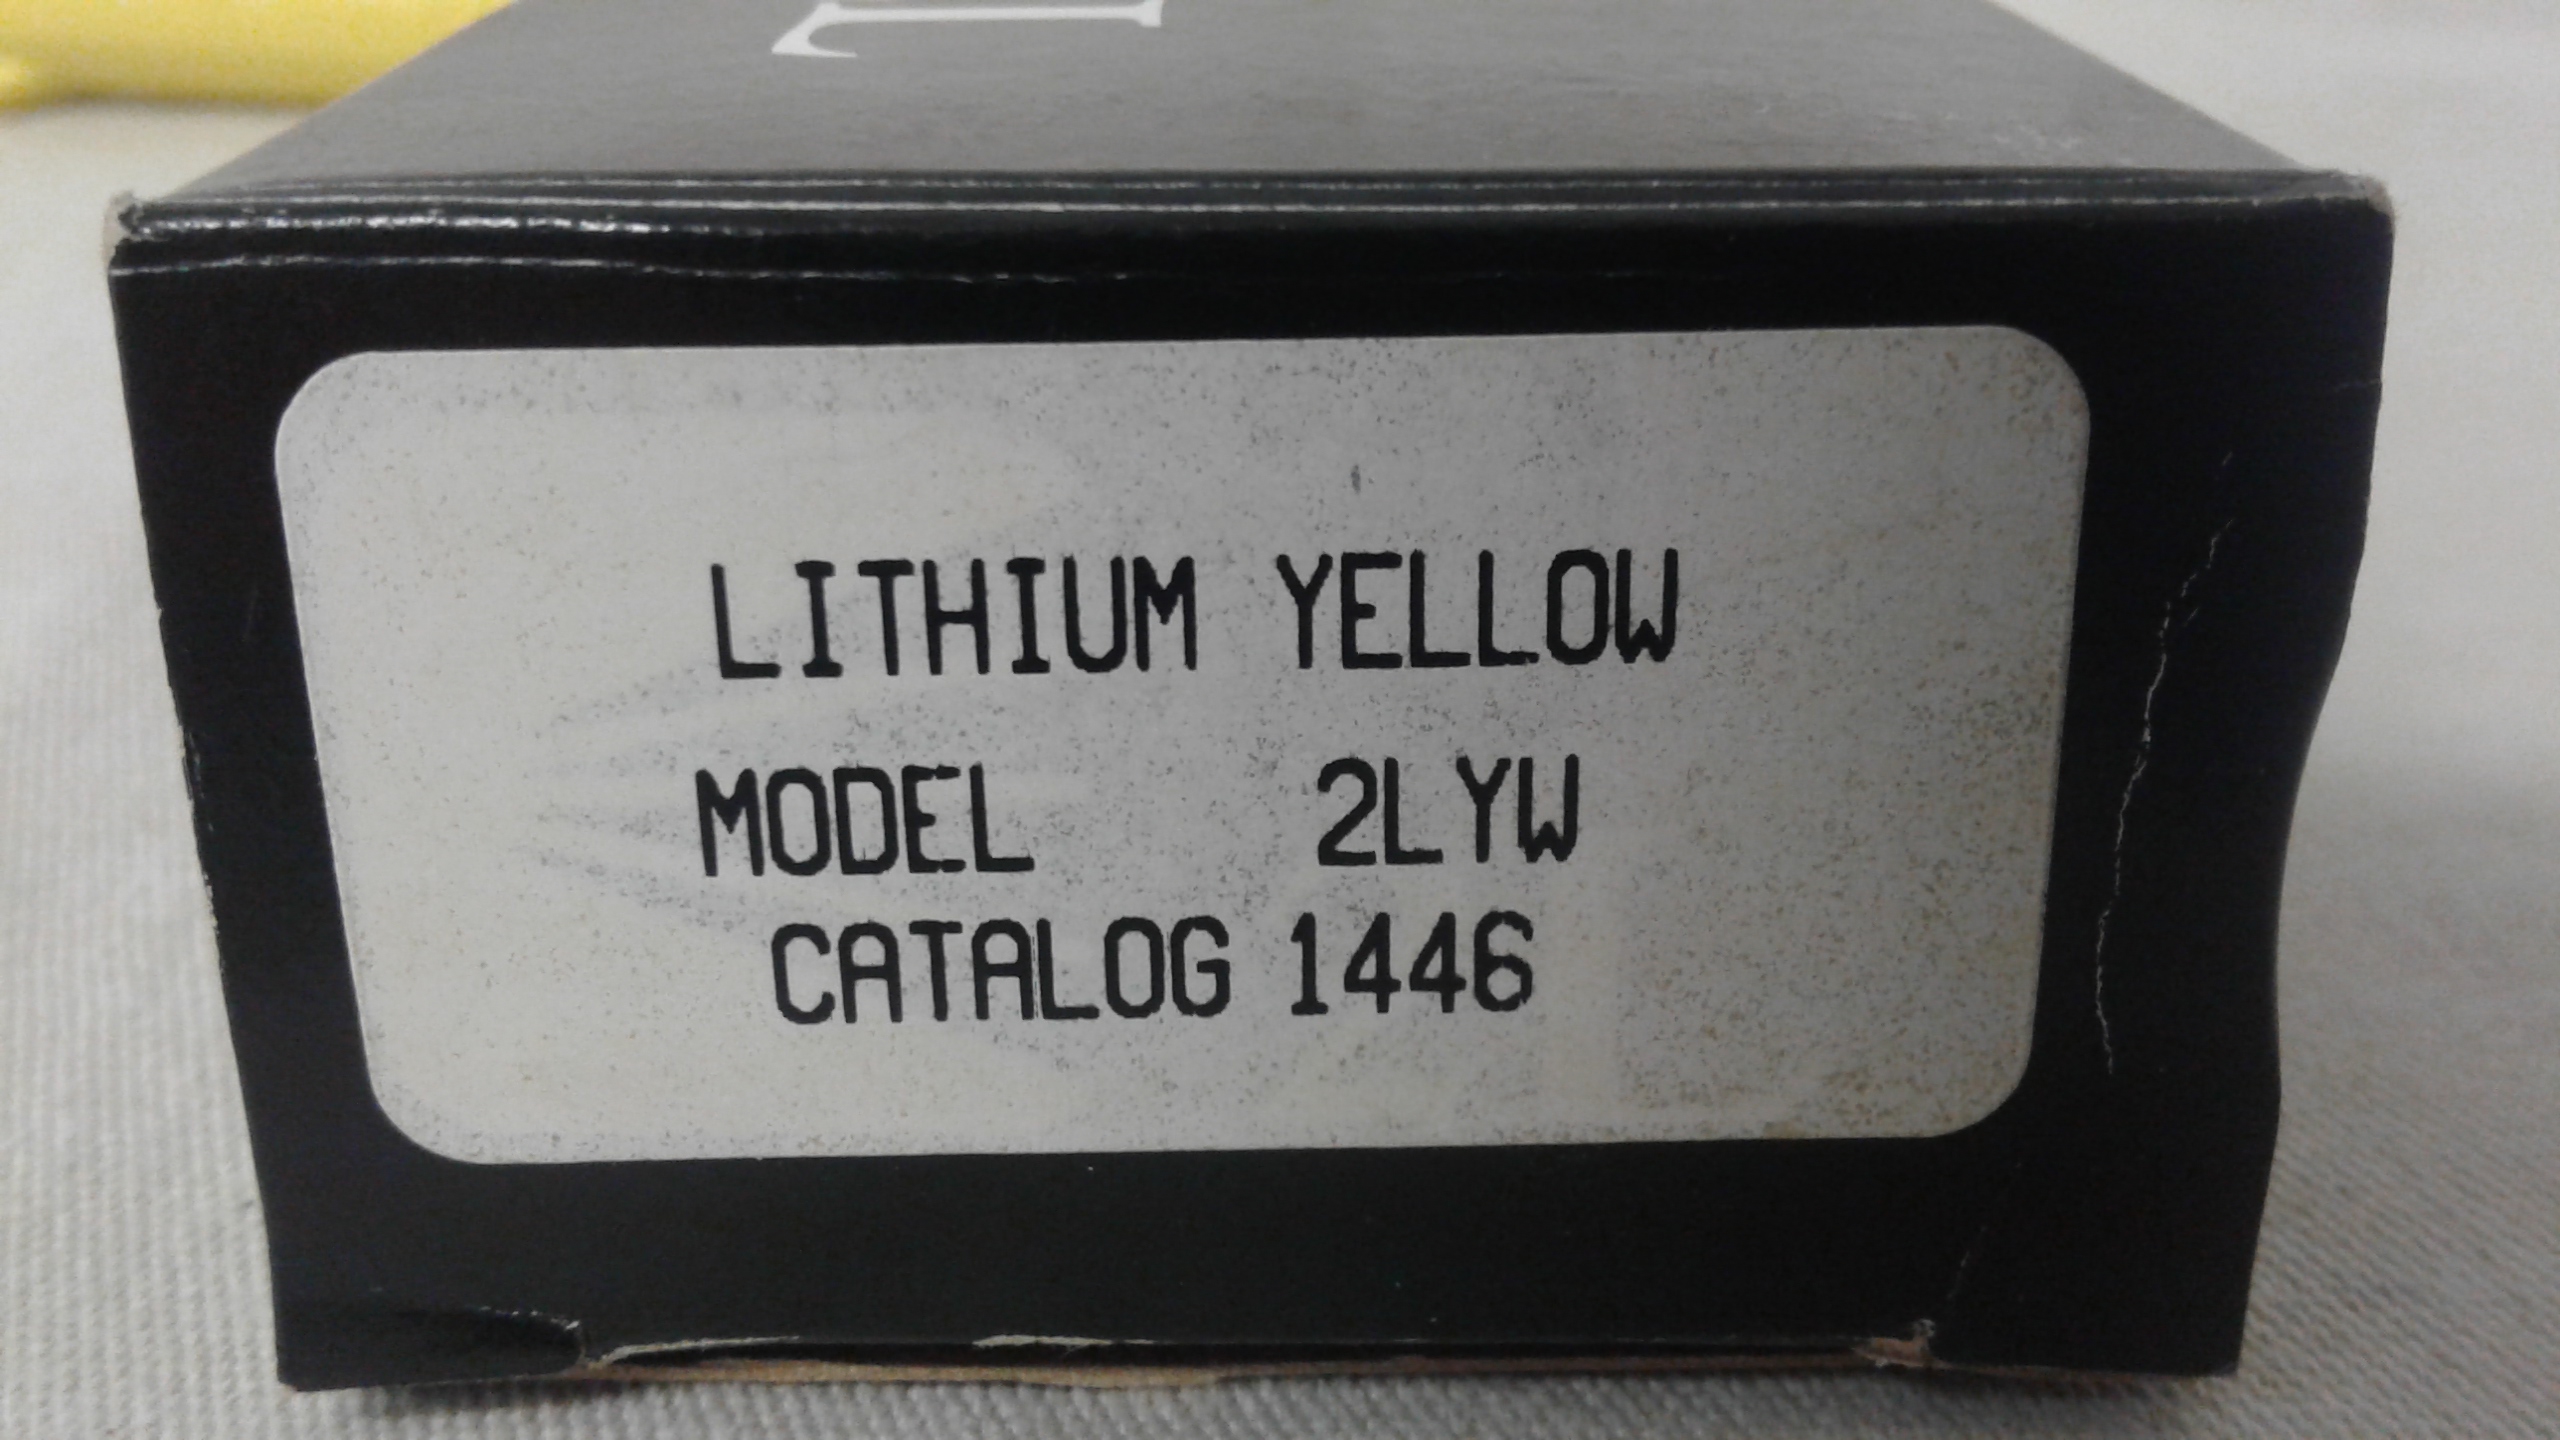 LITHIUM YELLOW
MODEL 2LYW
CATALOG 1446